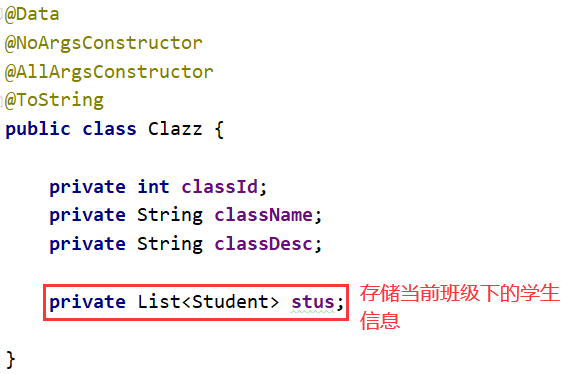 @Data
@NoArgsConstructor
@AllArgsConstructor
@ToString
public class Clazz {
private int classId;
private String className;
private String classDesc;
private List<Student> stus;
存储当前班级下的学生
信息
}